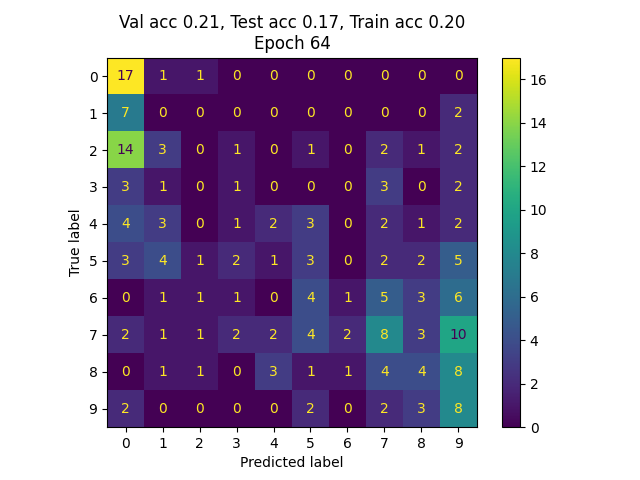 Val acc 0.21, Test acc 0.17, Train acc 0.20
Epoch 64
0 17 1 1 0 0 0 0 0 0 0
1 7 0 0 0 0 0 0 0 0 2
2 14 3 0 1 0 1 0 2 1 2
3 3 1 0 1 0 0 0 3 0 2
4 4 3 0 1 2 3 0 2 1 2
5 3 4 1 2 1 3 0 2 2 5
6 0 1 1 1 0 4 1 5 3 6
7 2 1 1 2 2 4 2 8 3 10
8 0 1 1 0 3 1 1 4 4 8
9 2 0 0 0 0 2 0 2 3 8
0 1 2 3 4 5 6 7 8 9
Predicted label
True label
16
14
12
10
8
6
4
2
0